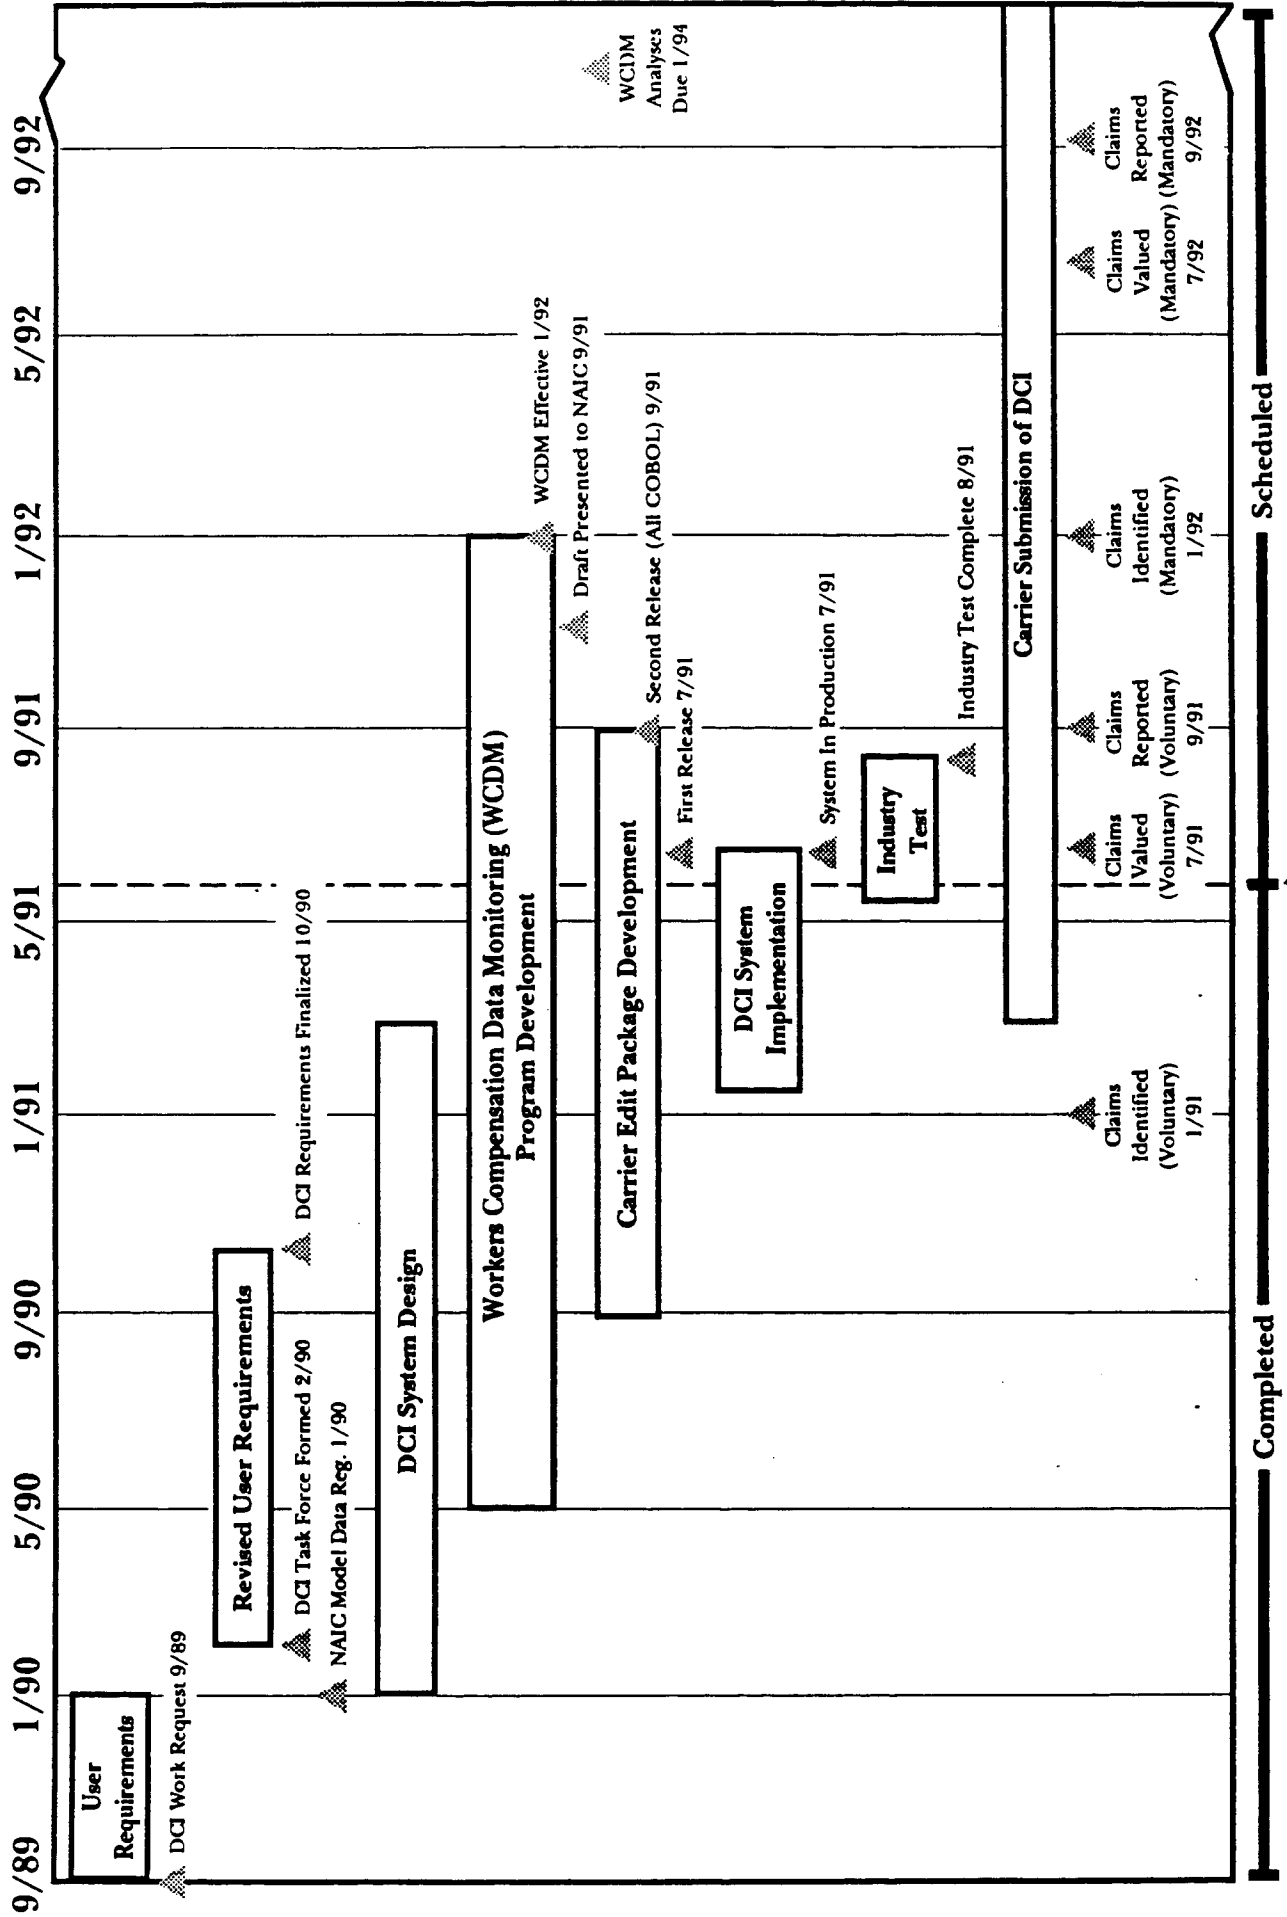 9/89 1/90 5/90 9/90 1/91 5/91 9/91 1/92 5/92 9/92
User
Requirements
DCI Work Request 9/89
Revised User Requirements
DCI Task Force Formed 2/90
DCI Requirements Finalized 10/90
NAIC Model Data Reg. 1/90
DCI System Design
Workers Compensation Data Monitoring (WCDM)
Program Development
WCDM Effective 1/92
Draft Presented to NAIC 9/91
WCDM
Analyses
Due 1/94
Carrier Edit Package Development
Second Release (All COBOL) 9/91
First Release 7/91
DCI System
Implementation
System In Production 7/91
Industry
Test
Industry Test Complete 8/91
Carrier Submission of DCI
Claims
Identified
(Voluntary)
1/91
Claims
Valued
(Voluntary)
7/91
Claims
Reported
(Voluntary)
9/91
Claims
Identified
(Mandatory)
1/92
Claims
Valued
(Mandatory)
7/92
Claims
Reported
(Mandatory)
9/92
Completed
Scheduled